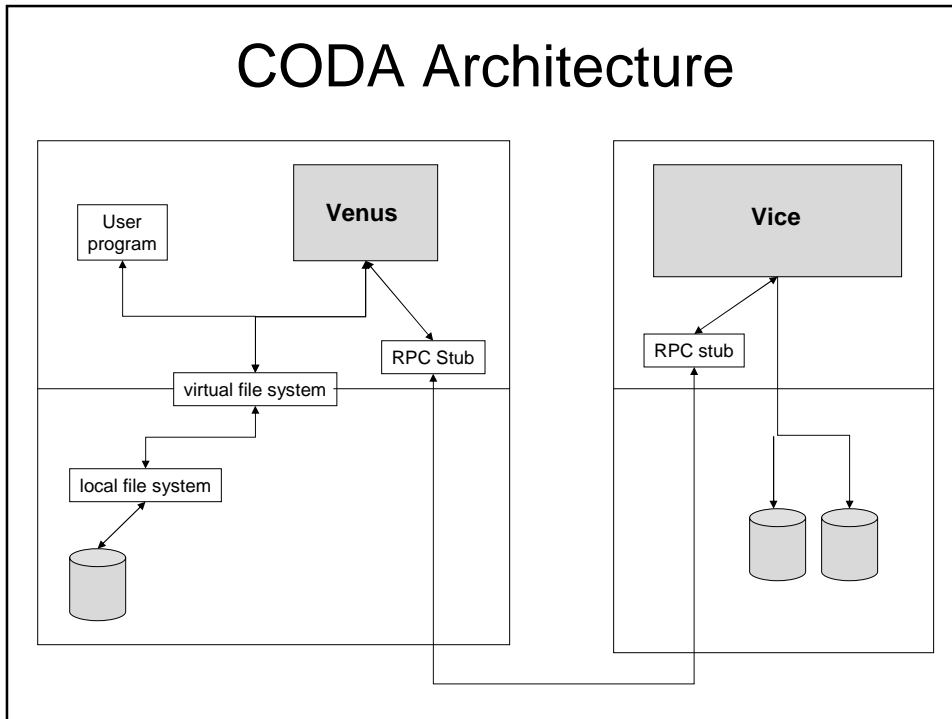 CODA Architecture
User
program
Venus
Vice
RPC Stub
RPC stub
virtual file system
local file system